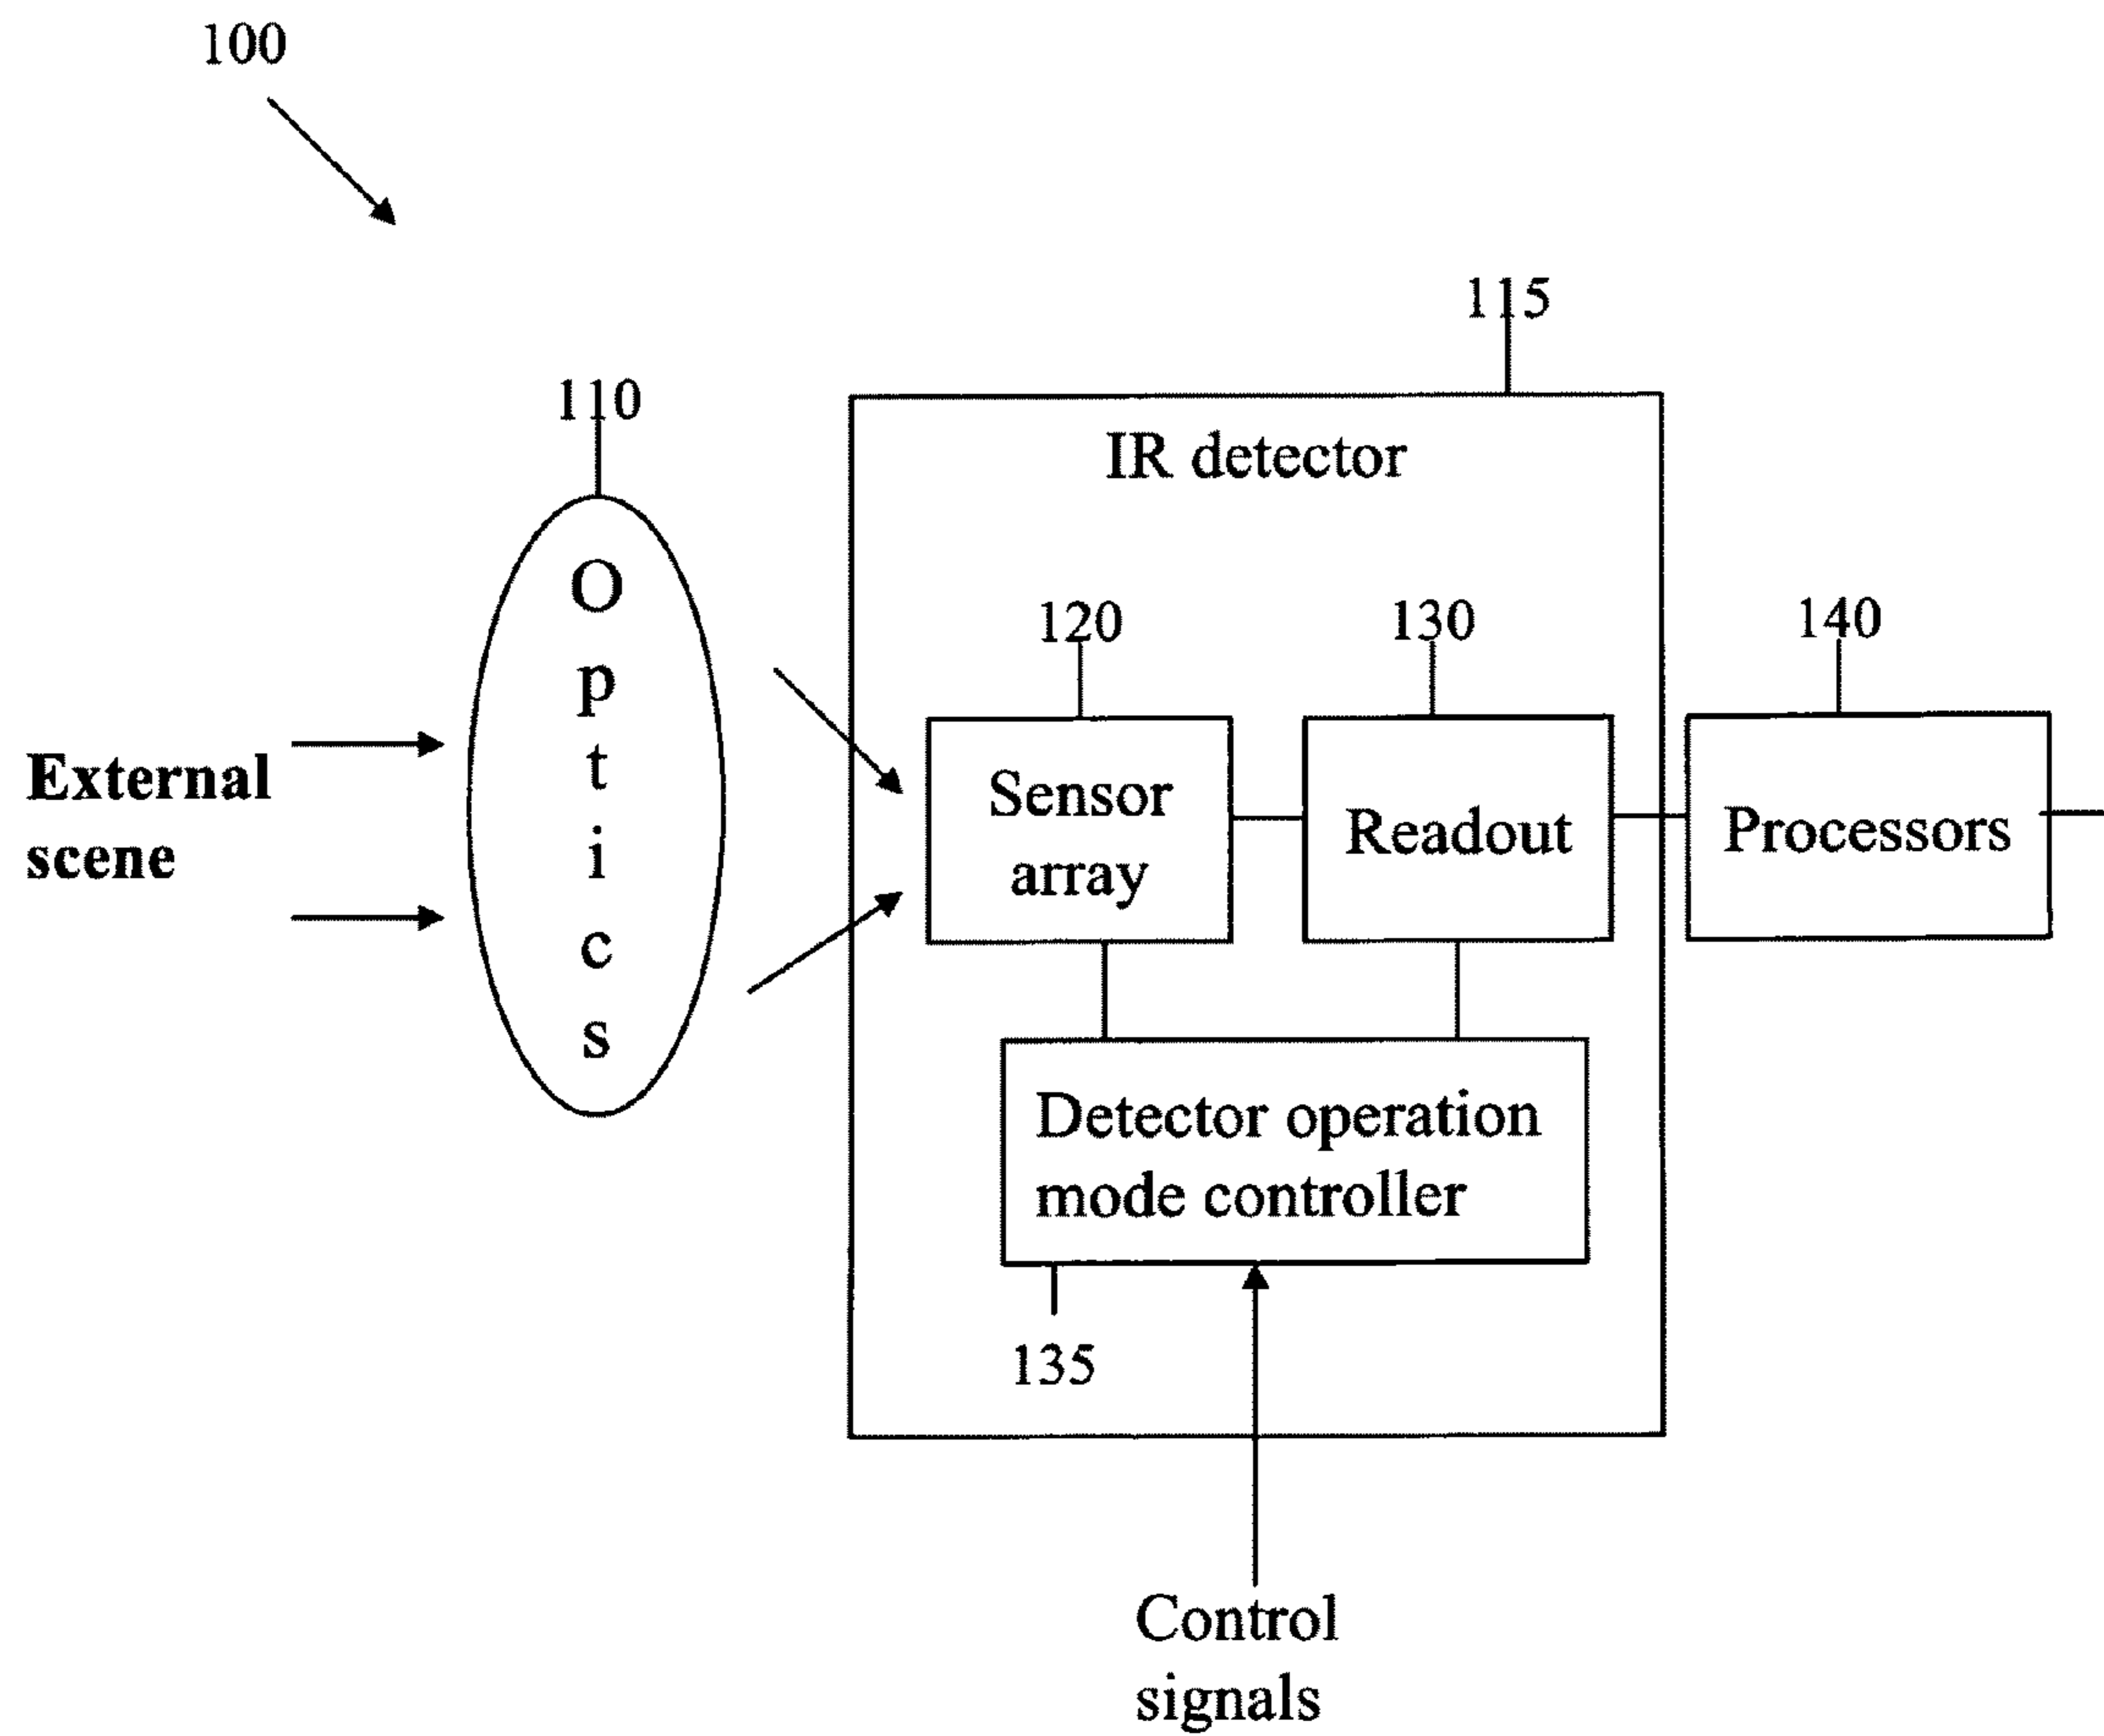 100
115
110
IR detector
Optics
120
130
140
External
scene
Sensor
array
Readout
Processors
Detector operation
mode controller
135
Control
signals